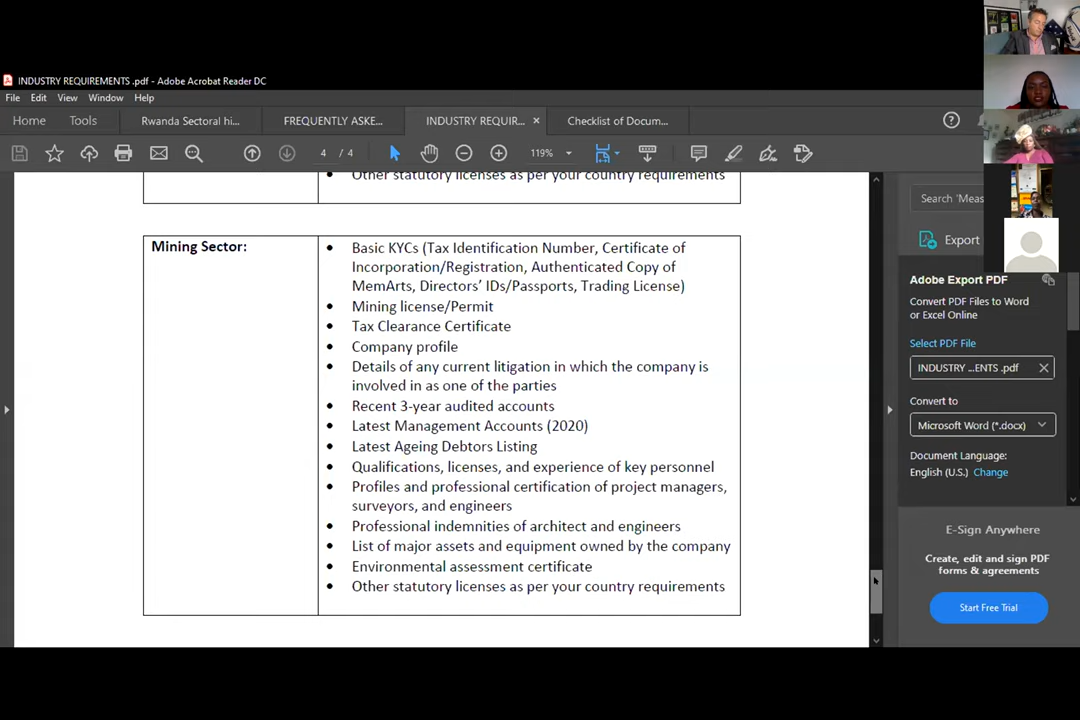 INDUSTRY REQUIREMENTS .pdf - Adobe Acrobat Reader DC
File Edit View Window Help
Home Tools Rwanda Sectoral hi... FREQUENTLY ASKE... INDUSTRY REQUIR... × Checklist of Docum...
4 / 4 119%
Other statutory licenses as per your country requirements
Search 'Meas
Mining Sector:
• Basic KYCs (Tax Identification Number, Certificate of
Incorporation/Registration, Authenticated Copy of
MemArts, Directors' IDs/Passports, Trading License)
• Mining license/Permit
• Tax Clearance Certificate
• Company profile
• Details of any current litigation in which the company is
involved in as one of the parties
• Recent 3-year audited accounts
• Latest Management Accounts (2020)
• Latest Ageing Debtors Listing
• Qualifications, licenses, and experience of key personnel
• Profiles and professional certification of project managers,
surveyors, and engineers
• Professional indemnities of architect and engineers
• List of major assets and equipment owned by the company
• Environmental assessment certificate
• Other statutory licenses as per your country requirements
Export
Adobe Export PDF
Convert PDF Files to Word
or Excel Online
Select PDF File
INDUSTRY ...ENTS .pdf
Convert to
Microsoft Word (*.docx)
Document Language:
English (U.S.) Change
E-Sign Anywhere
Create, edit and sign PDF
forms & agreements
Start Free Trial